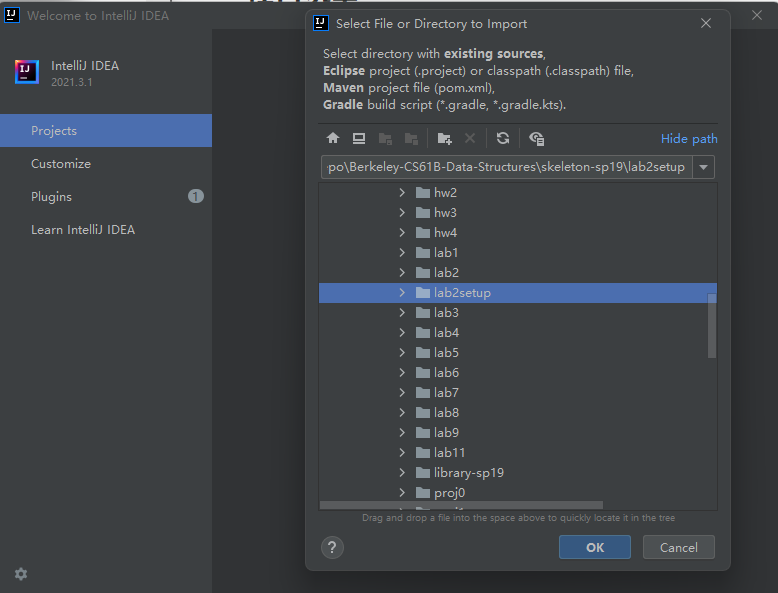 Welcome to IntelliJ IDEA
IntelliJ IDEA
2021.3.1
Projects
Customize
Plugins
1
Learn IntelliJ IDEA
Select File or Directory to Import
Select directory with existing sources,
Eclipse project (.project) or classpath (.classpath) file,
Maven project file (pom.xml),
Gradle build script (*.gradle, *.gradle.kts).
Hide path
po\Berkeley-CS61B-Data-Structures\skeleton-sp19\lab2setup
hw2
hw3
hw4
lab1
lab2
lab2setup
lab3
lab4
lab5
lab6
lab7
lab8
lab9
lab11
library-sp19
proj0
Drag and drop a file into the space above to quickly locate it in the tree
?
OK
Cancel